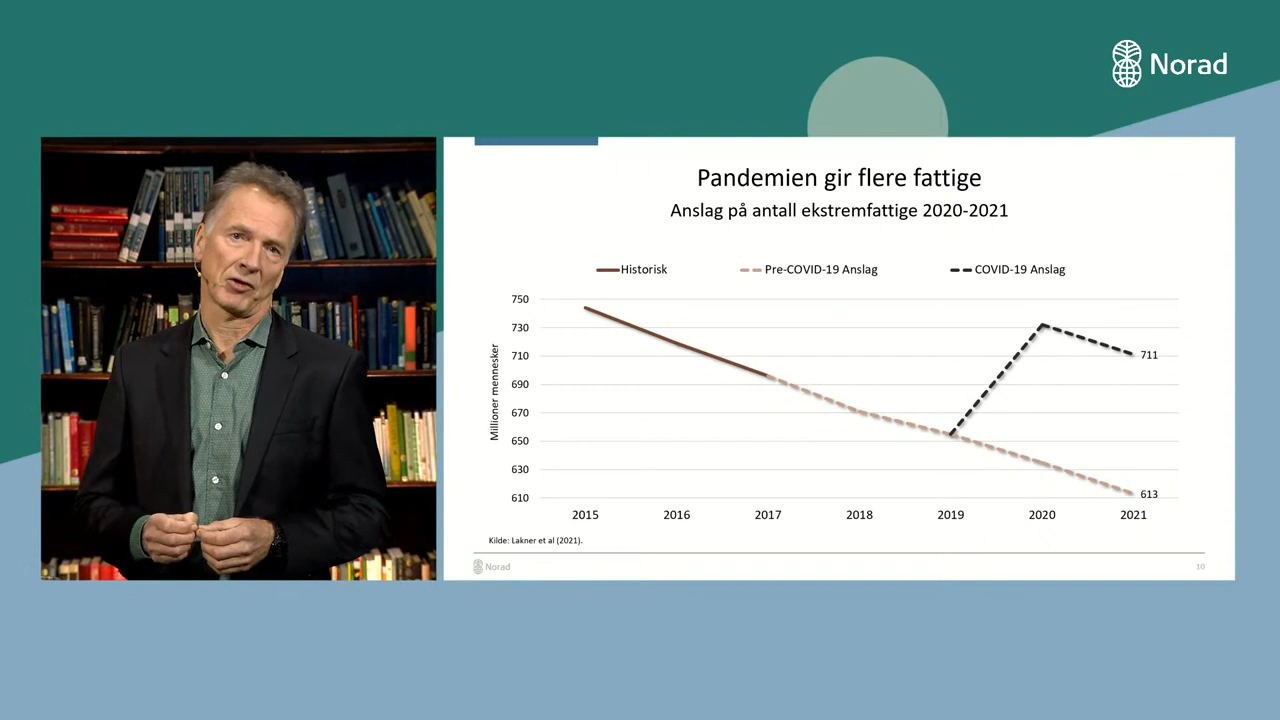 Norad
Pandemien gir flere fattige
Anslag på antall ekstremfattige 2020-2021
Historisk Pre-COVID-19 Anslag COVID-19 Anslag
Millioner mennesker
750
730
710
690
670
650
630
610
711
613
2015 2016 2017 2018 2019 2020 2021
Kilde: Lakner et al (2021).
Norad 10